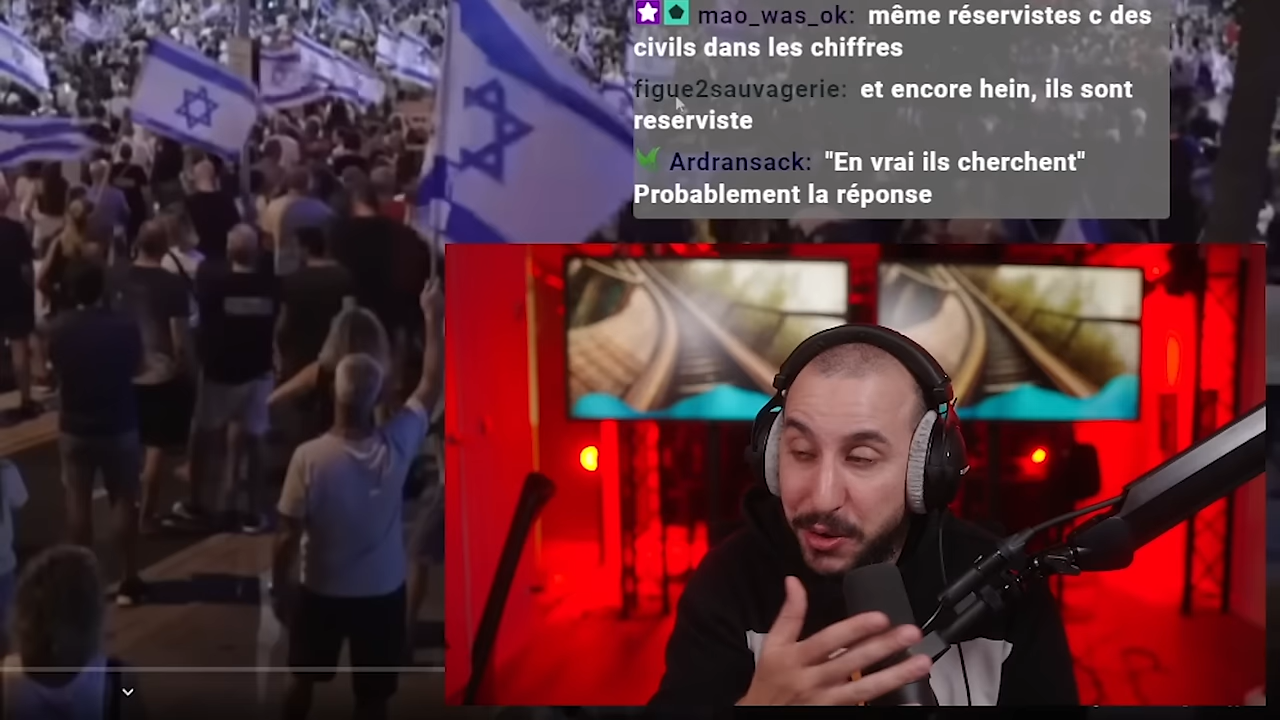 mao_was_ok: même réservistes c des
civils dans les chiffres
figue2sauvagerie: et encore hein, ils sont
reserviste
Ardransack: "En vrai ils cherchent"
Probablement la réponse